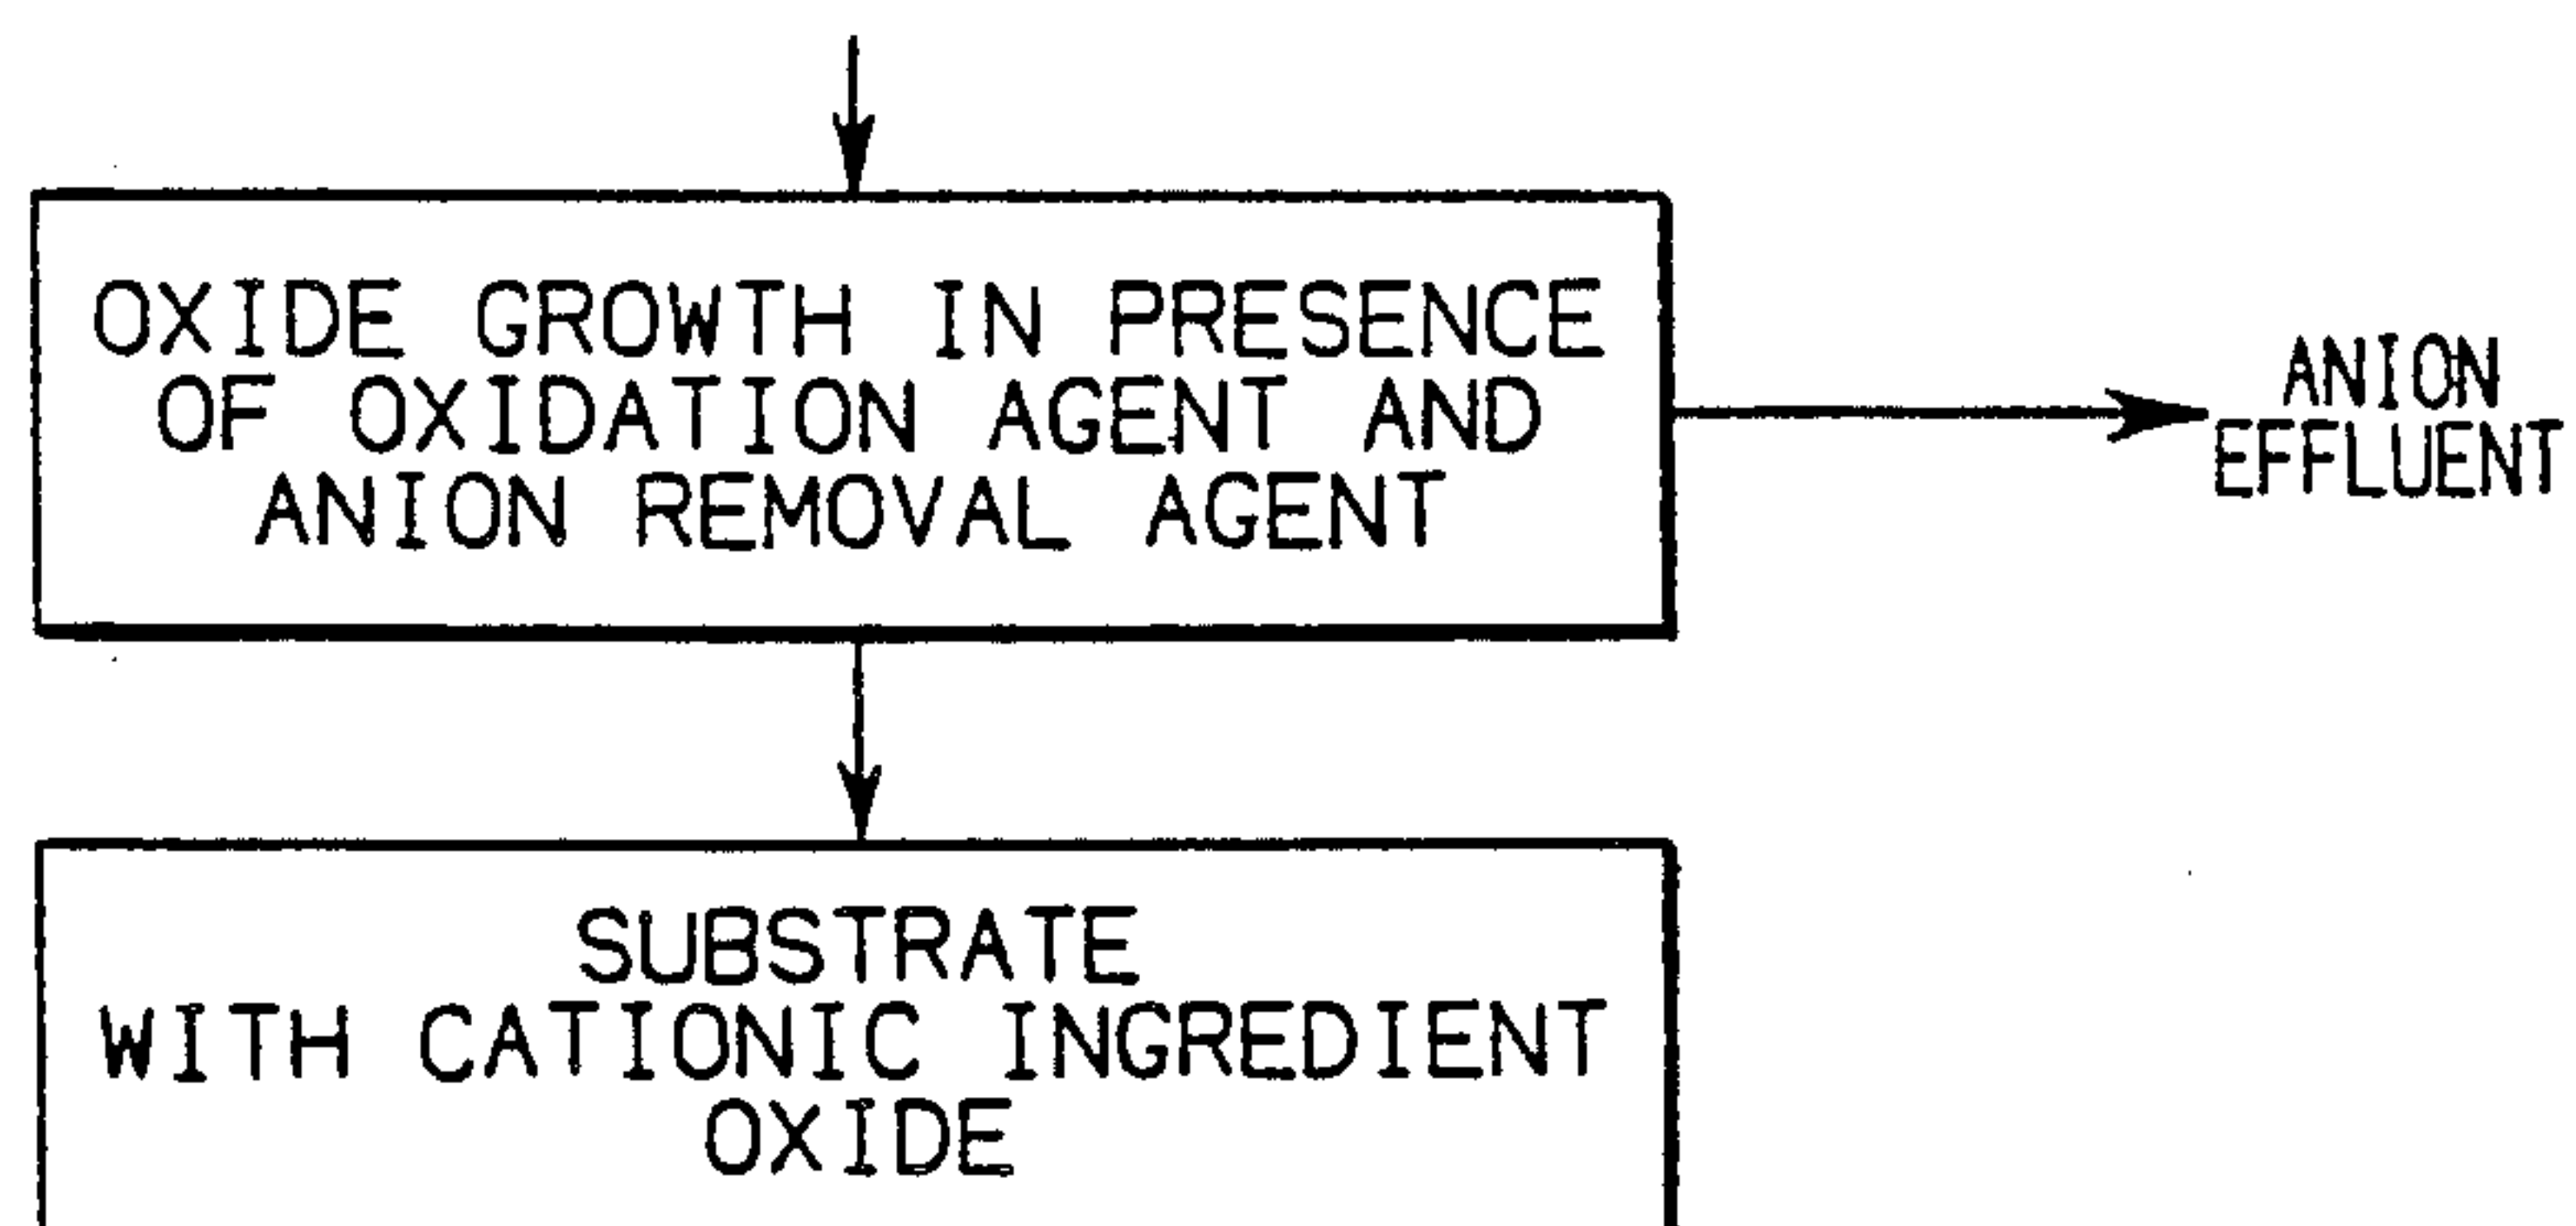 OXIDE GROWTH IN PRESENCE
OF OXIDATION AGENT AND
ANION REMOVAL AGENT
ANION
EFFLUENT
SUBSTRATE
WITH CATIONIC INGREDIENT
OXIDE